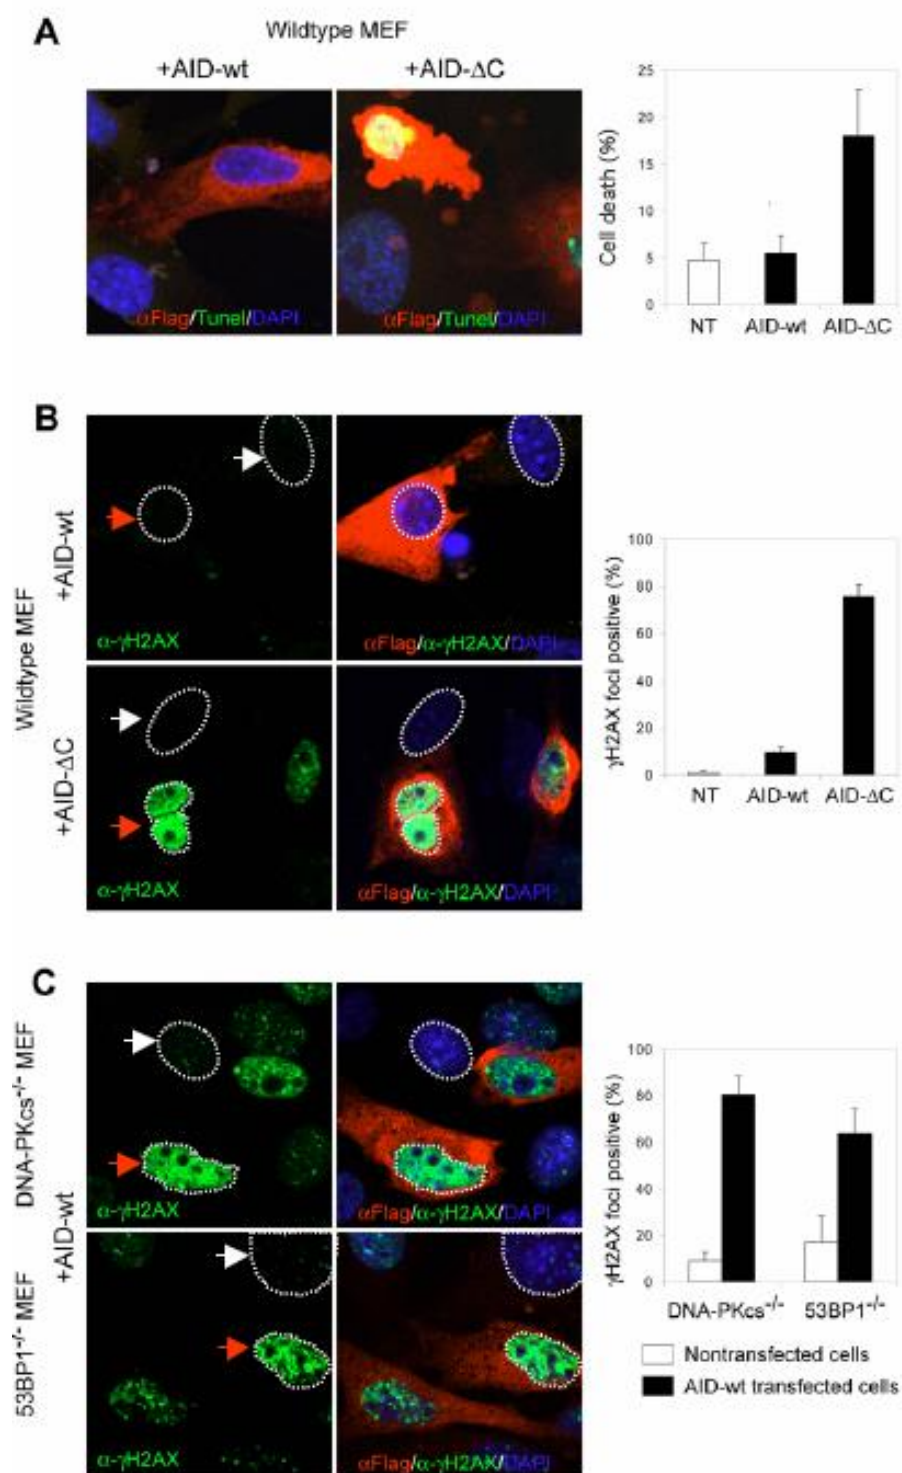 A
Wildtype MEF
+AID-wt
+AID-ΔC
αFlag/Tunel/DAPI
αFlag/Tunel/DAPI
Cell death (%)
25
20
15
10
5
0
NT AID-wt AID-ΔC
B
Wildtype MEF
+AID-wt
α-γH2AX
αFlag/α-γH2AX/DAPI
+AID-ΔC
α-γH2AX
αFlag/α-γH2AX/DAPI
γH2AX foci positive (%)
100
80
60
40
20
0
NT AID-wt AID-ΔC
C
+AID-wt
DNA-PKcs⁻/⁻ MEF
α-γH2AX
αFlag/α-γH2AX/DAPI
53BP1⁻/⁻ MEF
α-γH2AX
αFlag/α-γH2AX/DAPI
γH2AX foci positive (%)
100
80
60
40
20
0
DNA-PKcs⁻/⁻ 53BP1⁻/⁻
Nontransfected cells
AID-wt transfected cells